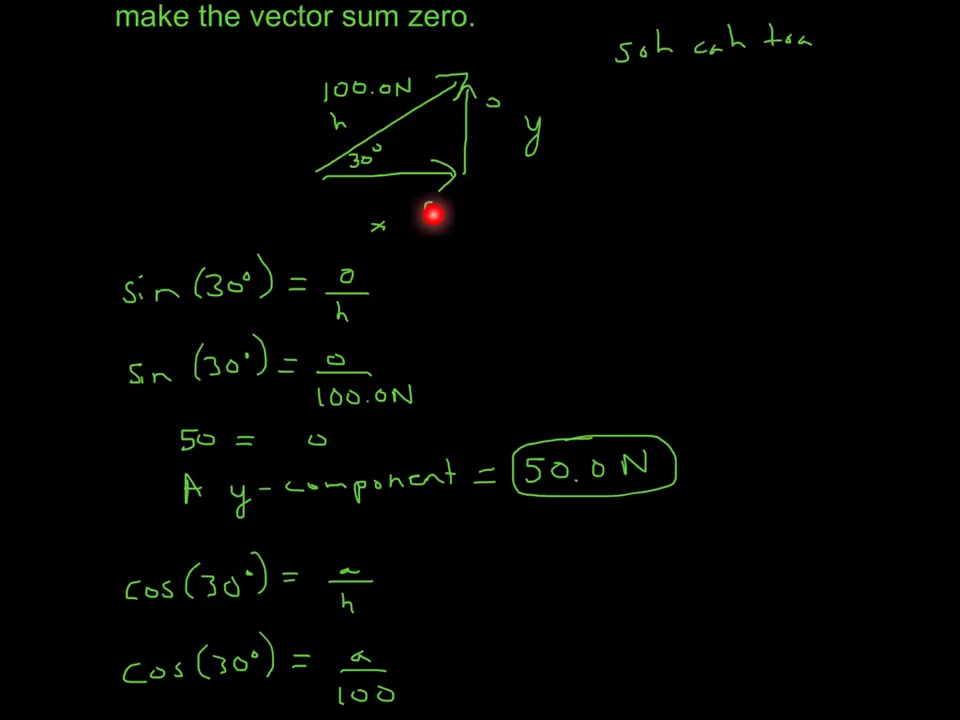 make the vector sum zero.
soh cah toa
100.0N
h
30°
o
y
x
sin (30°) = o/h
sin (30°) = o/100.0N
50 = o
A y-component = 50.0N
cos(30°) = a/h
cos(30°) = a/100